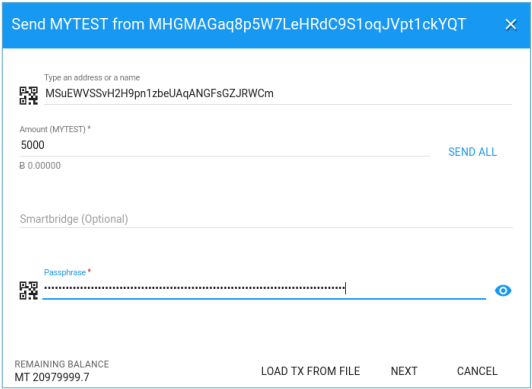 Send MYTEST from MHGMAGaq8p5W7LeHRdC9S1oqJVpt1ckYQT ×
Type an address or a name
MSuEWVSSvH2H9pn1zbeUAqANGFsGZJRWCm
Amount (MYTEST) *
5000
SEND ALL
Ƀ 0.00000
Smartbridge (Optional)
Passphrase *
REMAINING BALANCE
MT 20979999.7
LOAD TX FROM FILE NEXT CANCEL